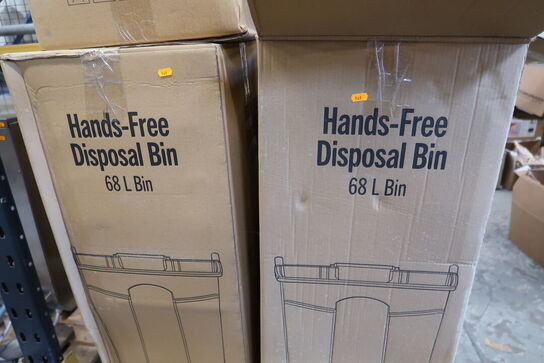 Hands-Free
Disposal Bin
68 L Bin
Hands-Free
Disposal Bin
68 L Bin